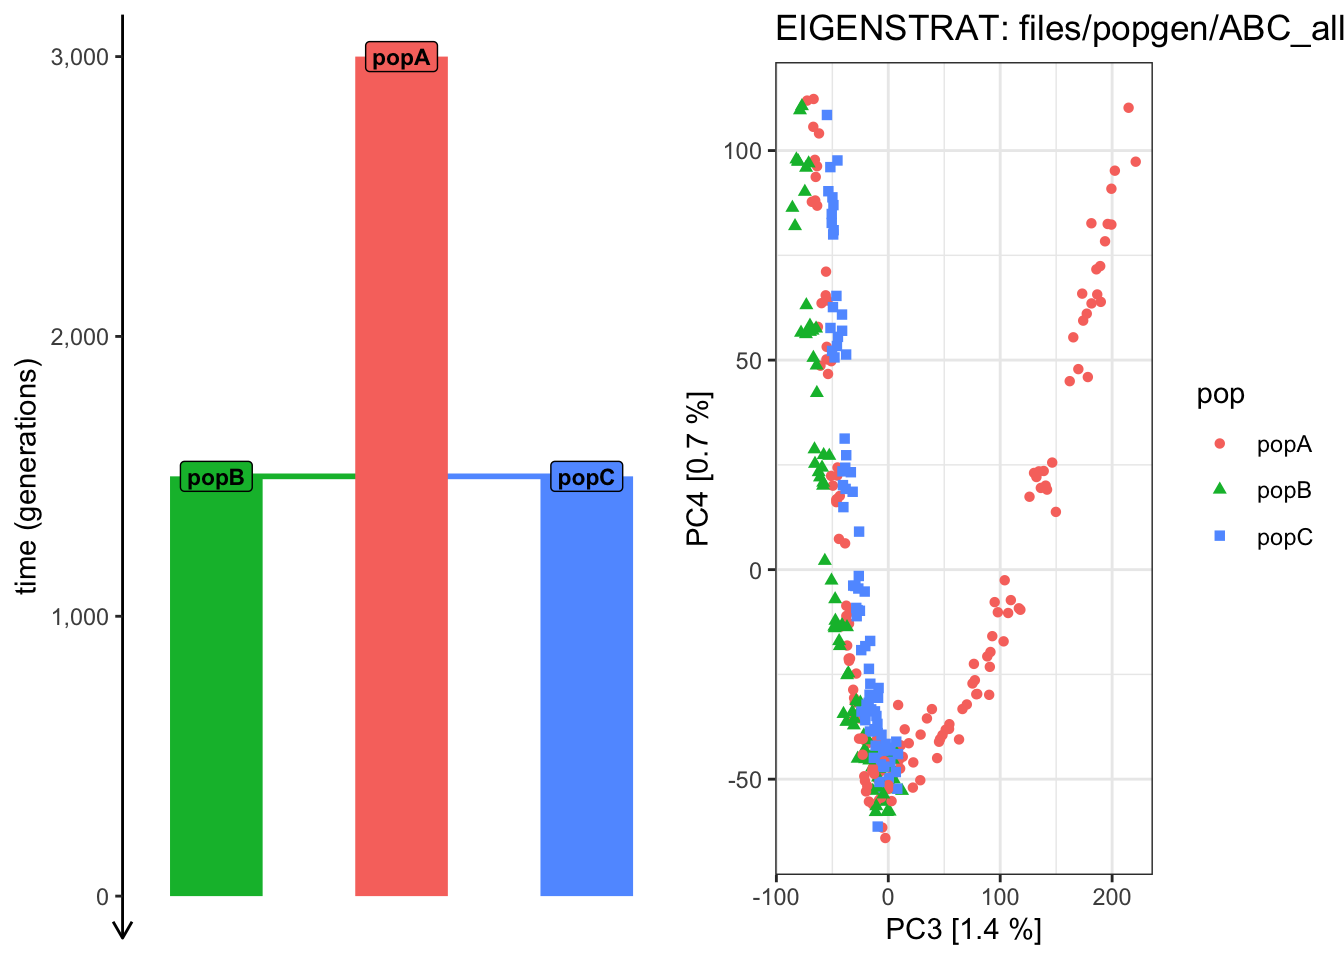 time (generations)
3,000
2,000
1,000
0
popA
popB
popC
EIGENSTRAT: files/popgen/ABC_all
PC4 [0.7 %]
100
50
0
-50
-100
0
100
200
PC3 [1.4 %]
pop
popA
popB
popC